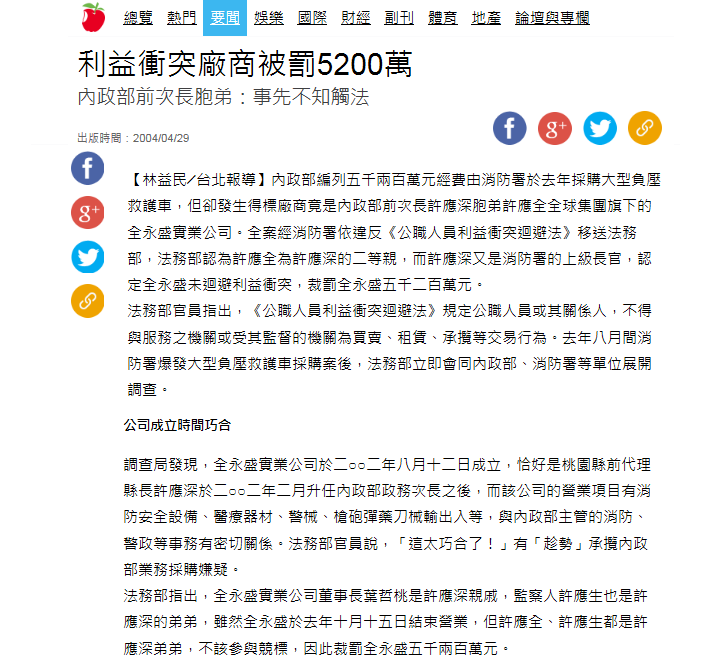 總覽 熱門 要聞 娛樂 國際 財經 副刊 體育 地產 論壇與專欄
利益衝突廠商被罰5200萬
內政部前次長胞弟：事先不知觸法
出版時間：2004/04/29
【林益民╱台北報導】內政部編列五千兩百萬元經費由消防署於去年採購大型負壓
救護車，但卻發生得標廠商竟是內政部前次長許應深胞弟許應全全球集團旗下的
全永盛實業公司。全案經消防署依違反《公職人員利益衝突迴避法》移送法務
部，法務部認為許應全為許應深的二等親，而許應深又是消防署的上級長官，認
定全永盛未迴避利益衝突，裁罰全永盛五千二百萬元。
法務部官員指出，《公職人員利益衝突迴避法》規定公職人員或其關係人，不得
與服務之機關或受其監督的機關為買賣、租賃、承攬等交易行為。去年八月間消
防署爆發大型負壓救護車採購案後，法務部立即會同內政部、消防署等單位展開
調查。
公司成立時間巧合
調查局發現，全永盛實業公司於二○○二年八月十二日成立，恰好是桃園縣前代理
縣長許應深於二○○二年二月升任內政部政務次長之後，而該公司的營業項目有消
防安全設備、醫療器材、警械、槍砲彈藥刀械輸出入等，與內政部主管的消防、
警政等事務有密切關係。法務部官員說，「這太巧合了！」有「趁勢」承攬內政
部業務採購嫌疑。
法務部指出，全永盛實業公司董事長葉哲桃是許應深親戚，監察人許應生也是許
應深的弟弟，雖然全永盛於去年十月十五日結束營業，但許應全、許應生都是許
應深弟弟，不該參與競標，因此裁罰全永盛五千兩百萬元。